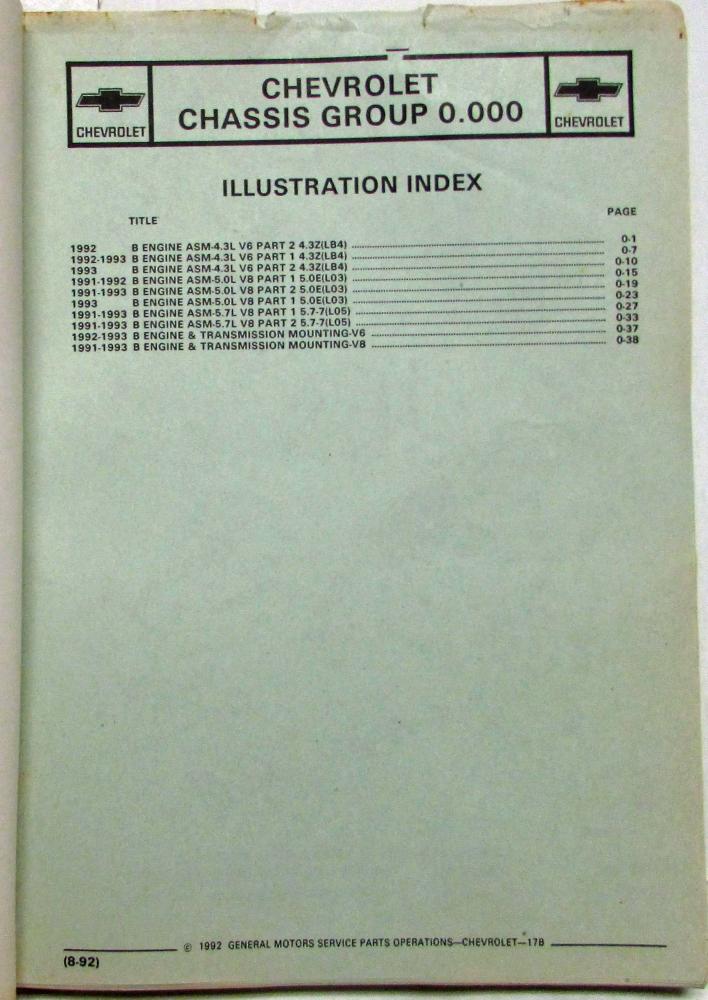 CHEVROLET
CHEVROLET
CHASSIS GROUP 0.000
CHEVROLET
ILLUSTRATION INDEX
TITLE PAGE
1992 B ENGINE ASM-4.3L V6 PART 2 4.3Z(LB4) 0-1
1992-1993 B ENGINE ASM-4.3L V6 PART 1 4.3Z(LB4) 0-7
1993 B ENGINE ASM-4.3L V6 PART 2 4.3Z(LB4) 0-10
1991-1992 B ENGINE ASM-5.0L V8 PART 1 5.0E(L03) 0-15
1991-1993 B ENGINE ASM-5.0L V8 PART 2 5.0E(L03) 0-19
1993 B ENGINE ASM-5.0L V8 PART 1 5.0E(L03) 0-23
1991-1993 B ENGINE ASM-5.7L V8 PART 1 5.7-7(L05) 0-27
1991-1993 B ENGINE ASM-5.7L V8 PART 2 5.7-7(L05) 0-33
1992-1993 B ENGINE & TRANSMISSION MOUNTING-V6 0-37
1991-1993 B ENGINE & TRANSMISSION MOUNTING-V8 0-38
© 1992 GENERAL MOTORS SERVICE PARTS OPERATIONS—CHEVROLET—17B
(8-92)